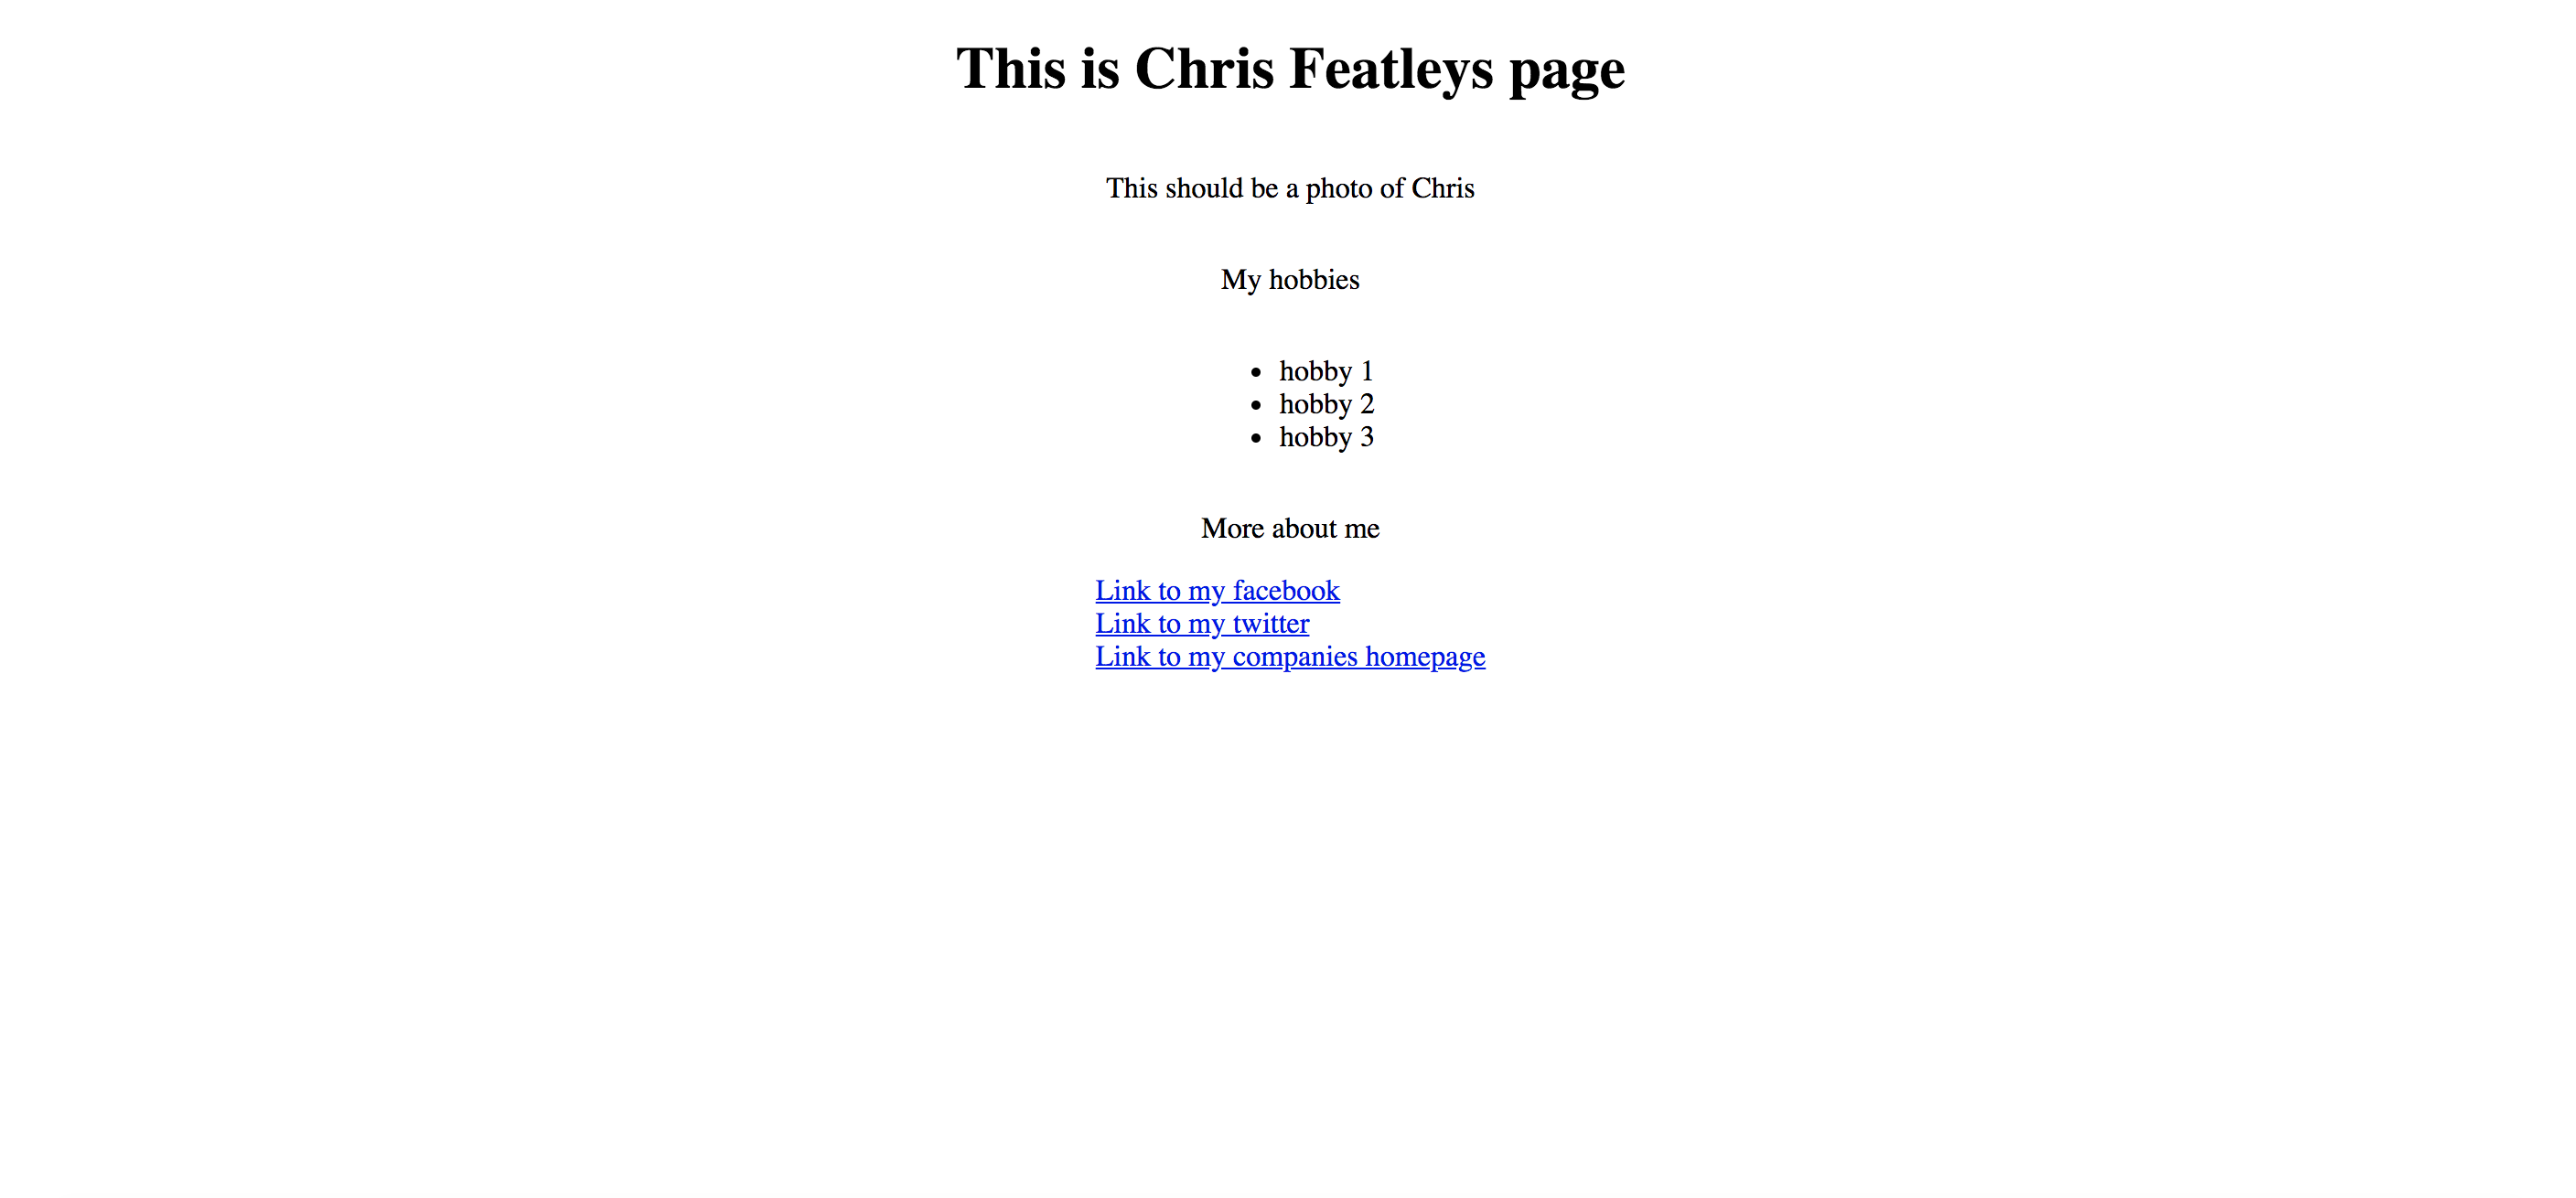 This is Chris Featleys page
This should be a photo of Chris
My hobbies
• hobby 1
• hobby 2
• hobby 3
More about me
Link to my facebook
Link to my twitter
Link to my companies homepage